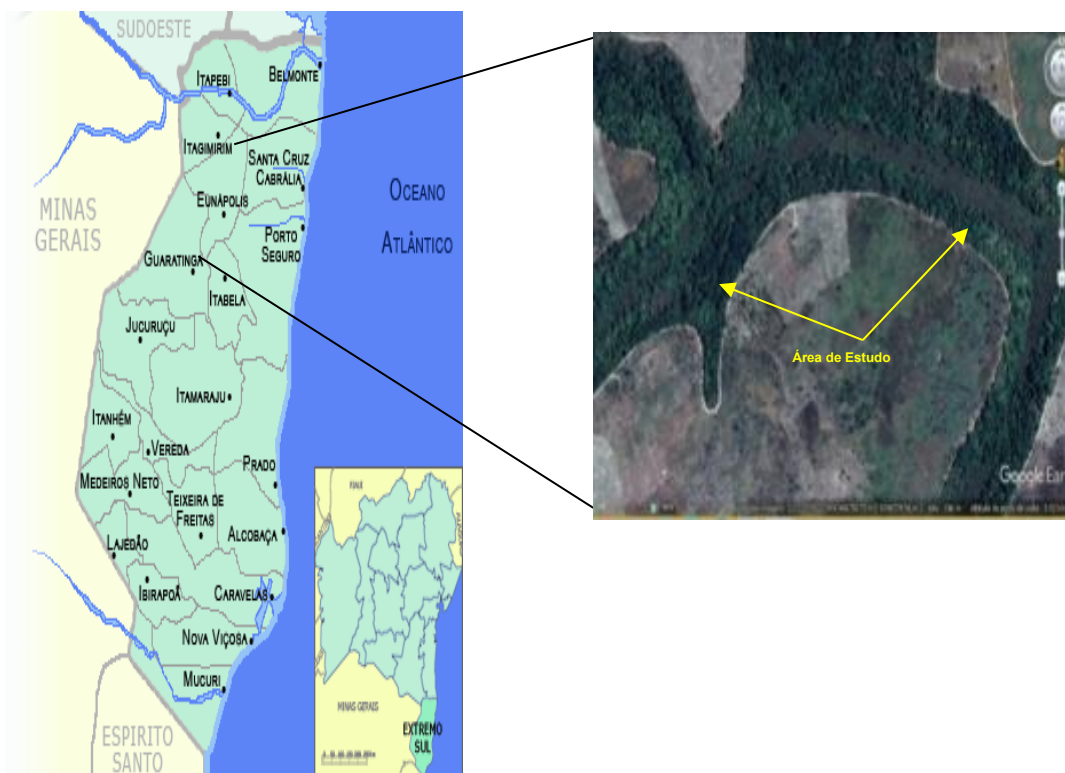 SUDOESTE
BELMONTE
ITAPEBI
ITAGIMIRIM
SANTA CRUZ
CABRÁLIA
EUNÁPOLIS
OCEANO
ATLÂNTICO
MINAS
GERAIS
PORTO
SEGURO
GUARATINGA
ITABELA
JUCURUÇU
ITAMARAJU
ITANHÉM
VEREDA
PRADO
MEDEIROS NETO
TEIXEIRA DE
FREITAS
ALCOBAÇA
LAJEDÃO
IBIRAPOÃ
CARAVELAS
NOVA VIÇOSA
MUCURI
ESPIRITO
SANTO
PIAUÍ
MINAS GERAIS
EXTREMO
SUL
Área de Estudo
Google Ear